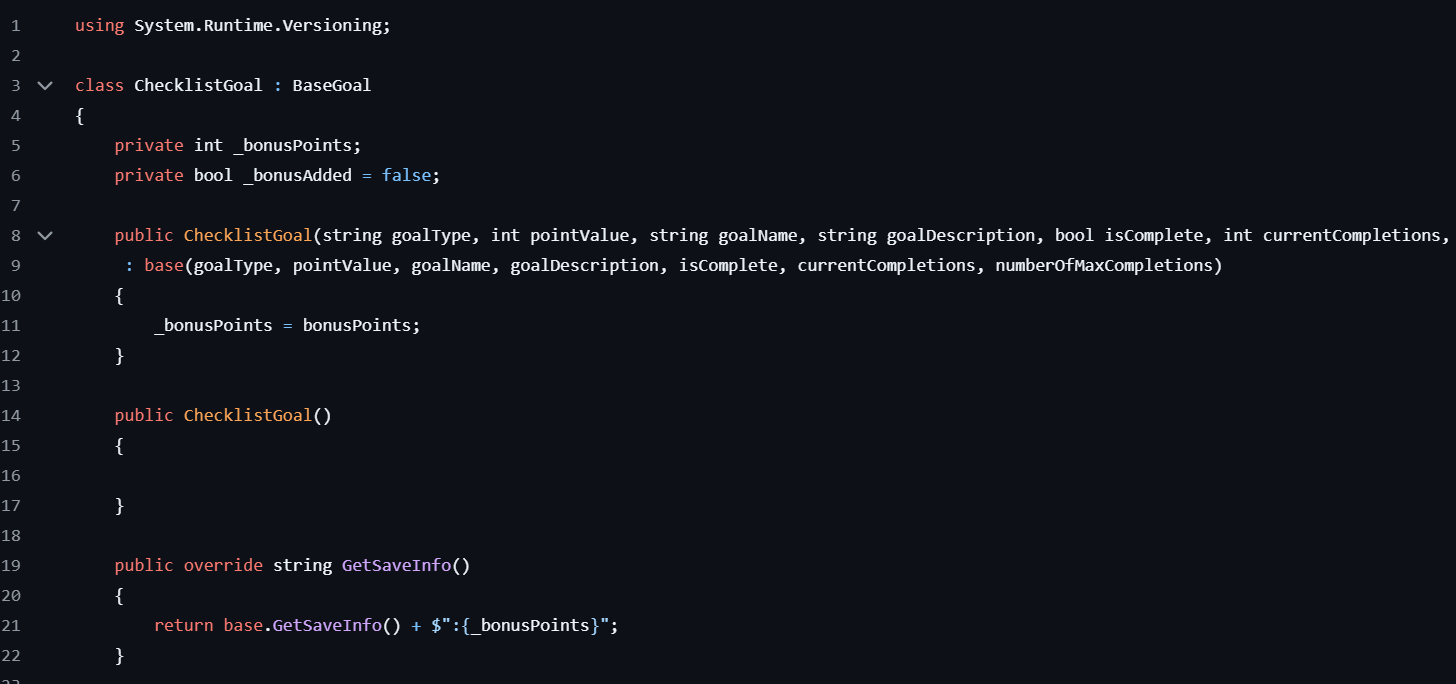 1 using System.Runtime.Versioning;
2
3 class ChecklistGoal : BaseGoal
4 {
5 private int _bonusPoints;
6 private bool _bonusAdded = false;
7
8 public ChecklistGoal(string goalType, int pointValue, string goalName, string goalDescription, bool isComplete, int currentCompletions,
9 : base(goalType, pointValue, goalName, goalDescription, isComplete, currentCompletions, numberOfMaxCompletions)
10 {
11 _bonusPoints = bonusPoints;
12 }
13
14 public ChecklistGoal()
15 {
16
17 }
18
19 public override string GetSaveInfo()
20 {
21 return base.GetSaveInfo() + $":{_bonusPoints}";
22 }